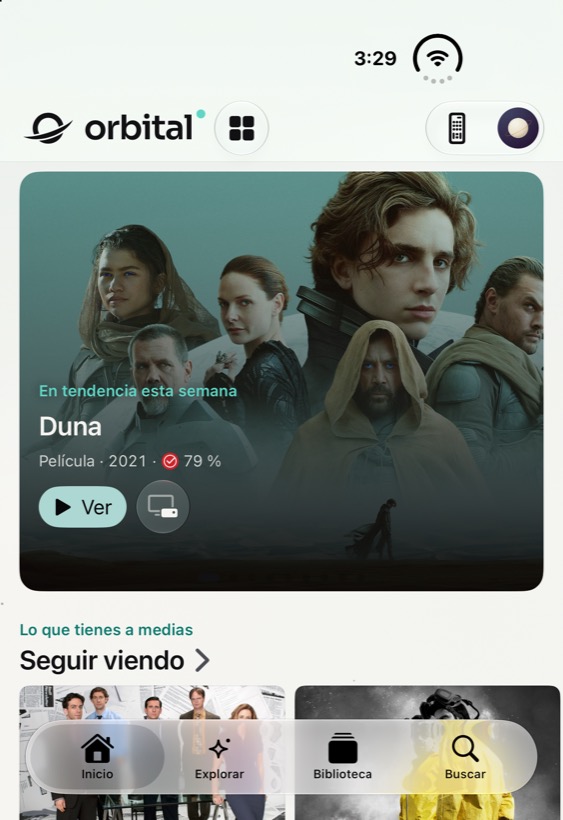 3:29
orbital
En tendencia esta semana
Duna
Película · 2021 · 79 %
Ver
Lo que tienes a medias
Seguir viendo
Inicio
Explorar
Biblioteca
Buscar